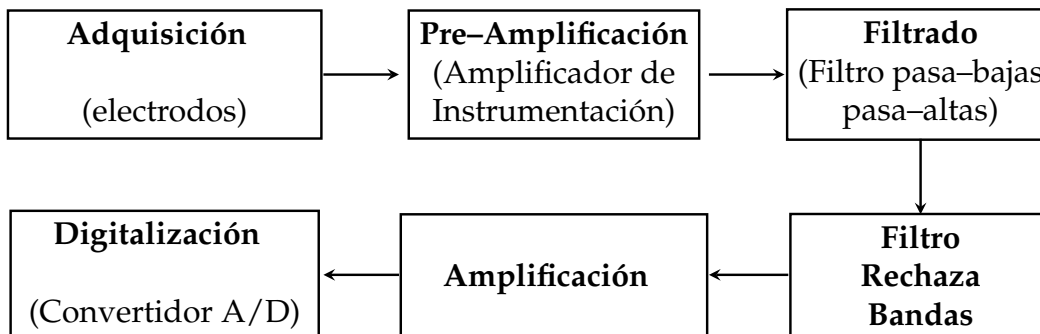 Adquisición
(electrodos)
Pre–Amplificación
(Amplificador de
Instrumentación)
Filtrado
(Filtro pasa–bajas
pasa–altas)
Filtro
Rechaza
Bandas
Amplificación
Digitalización
(Convertidor A/D)